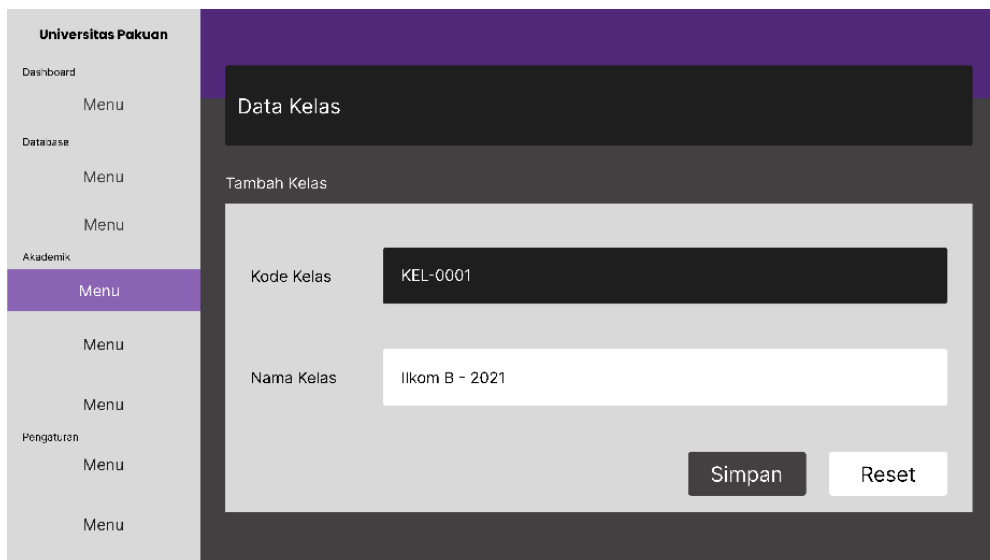 Universitas Pakuan
Dashboard
Menu
Database
Menu
Menu
Akademik
Menu
Menu
Menu
Pengaturan
Menu
Menu
Data Kelas
Tambah Kelas
Kode Kelas
KEL-0001
Nama Kelas
Ilkom B - 2021
Simpan
Reset